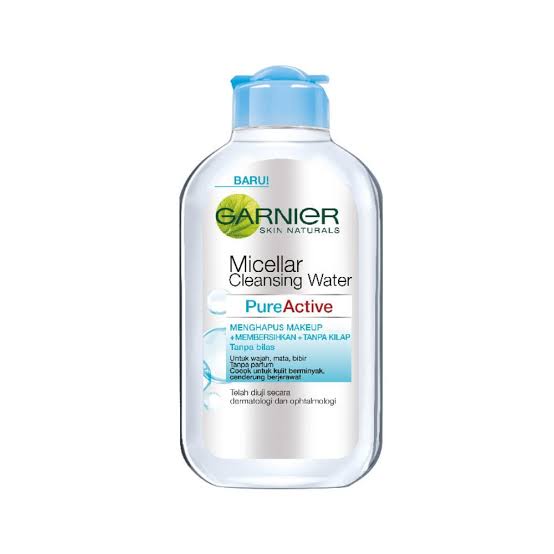 BARU!
GARNIER
SKIN NATURALS
Micellar
Cleansing Water
PureActive
MENGHAPUS MAKEUP
+MEMBERSIHKAN+TANPA KILAP
Tanpa bilas
Untuk wajah, mata, bibir
Tanpa parfum
Cocok untuk kulit berminyak,
cenderung berjerawat
Telah diuji secara
dermatologi dan ophtalmologi